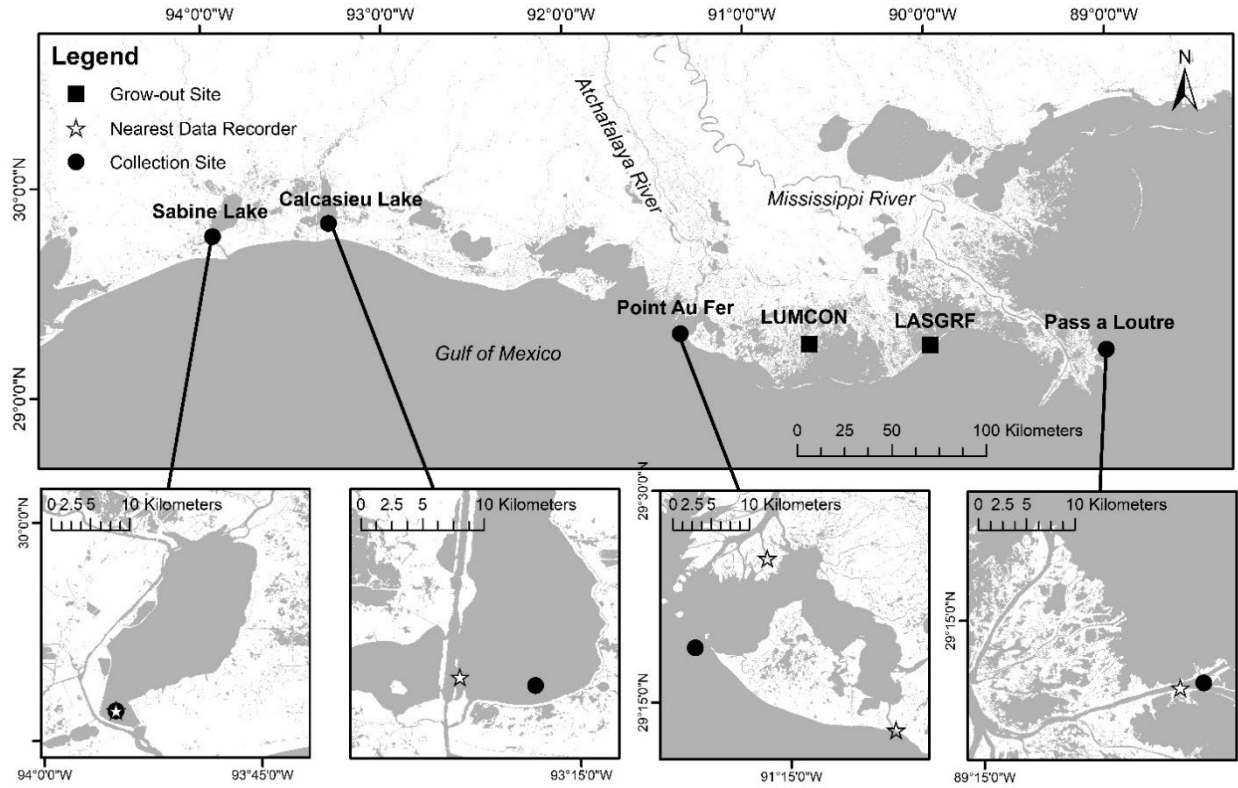 94°0'0"W 93°0'0"W 92°0'0"W 91°0'0"W 90°0'0"W 89°0'0"W
Legend
Grow-out Site
Nearest Data Recorder
Collection Site
N
Atchafalaya River
Mississippi River
30°0'0"N
29°0'0"N
Sabine Lake
Calcasieu Lake
Point Au Fer
LUMCON
LASGRF
Pass a Loutre
Gulf of Mexico
0 25 50 100 Kilometers
0 2.5 5 10 Kilometers
30°0'0"N
94°0'0"W 93°45'0"W
0 2.5 5 10 Kilometers
93°15'0"W
0 2.5 5 10 Kilometers
29°30'0"N
29°15'0"N
91°15'0"W
0 2.5 5 10 Kilometers
29°15'0"N
89°15'0"W